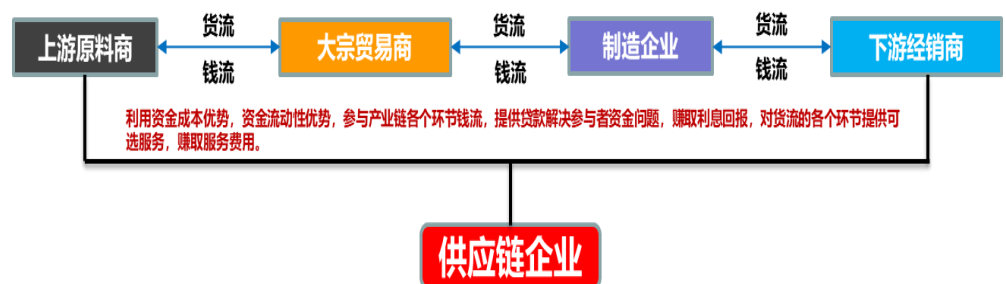 货流 货流 货流
上游原料商 大宗贸易商 制造企业 下游经销商
钱流 钱流 钱流
利用资金成本优势，资金流动性优势，参与产业链各个环节钱流，提供贷款解决参与者资金问题，赚取利息回报，对货流的各个环节提供可
选服务，赚取服务费用。
供应链企业